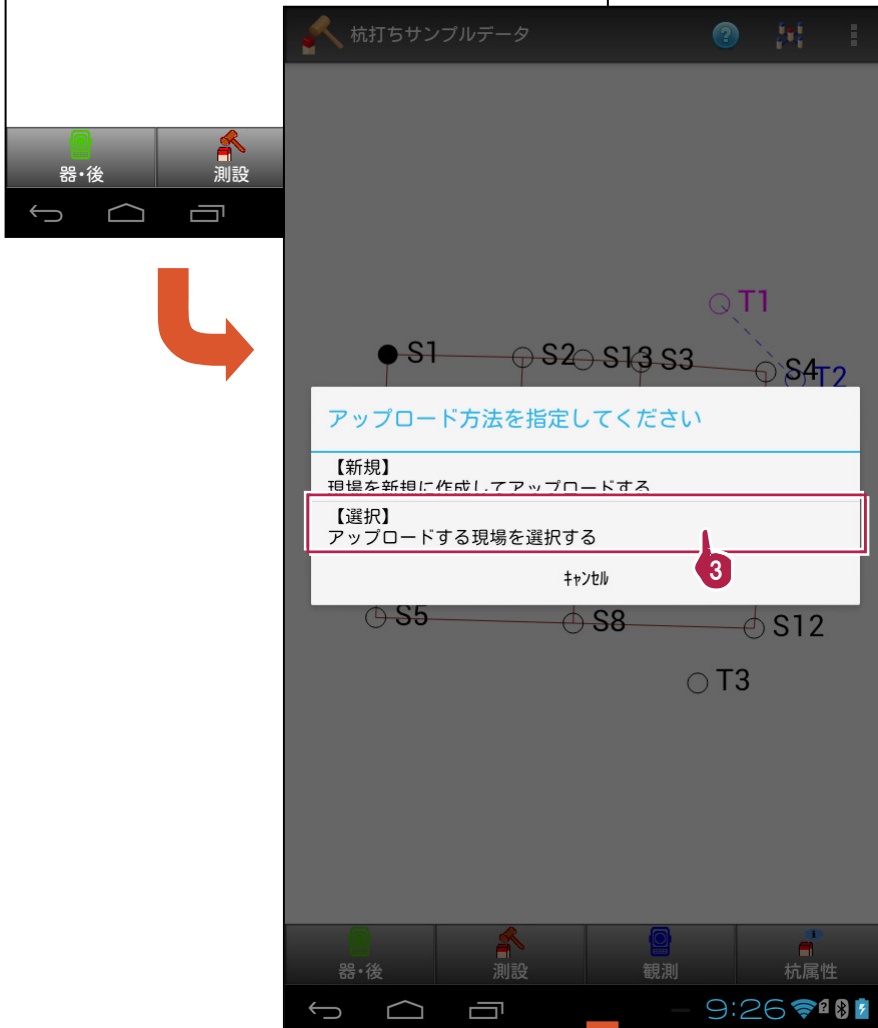 杭打ちサンプルデータ
器・後
測設
T1
S1
S2
S13
S3
S4
T2
アップロード方法を指定してください
【新規】
現場を新規に作成してアップロードする
【選択】
アップロードする現場を選択する
3
ｷｬﾝｾﾙ
S5
S8
S12
T3
器・後
測設
観測
杭属性
9:26